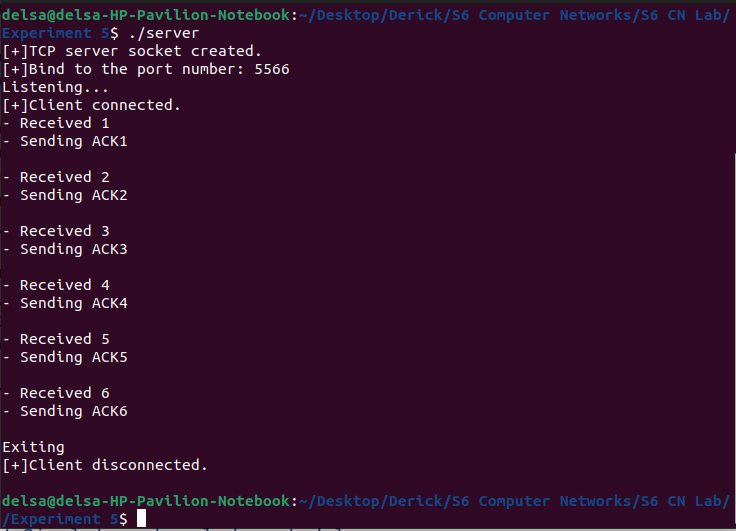 delsa@delsa-HP-Pavilion-Notebook:~/Desktop/Derick/S6 Computer Networks/S6 CN Lab/
Experiment 5$ ./server
[+]TCP server socket created.
[+]Bind to the port number: 5566
Listening...
[+]Client connected.
- Received 1
- Sending ACK1
- Received 2
- Sending ACK2
- Received 3
- Sending ACK3
- Received 4
- Sending ACK4
- Received 5
- Sending ACK5
- Received 6
- Sending ACK6
Exiting
[+]Client disconnected.
delsa@delsa-HP-Pavilion-Notebook:~/Desktop/Derick/S6 Computer Networks/S6 CN Lab/
/Experiment 5$